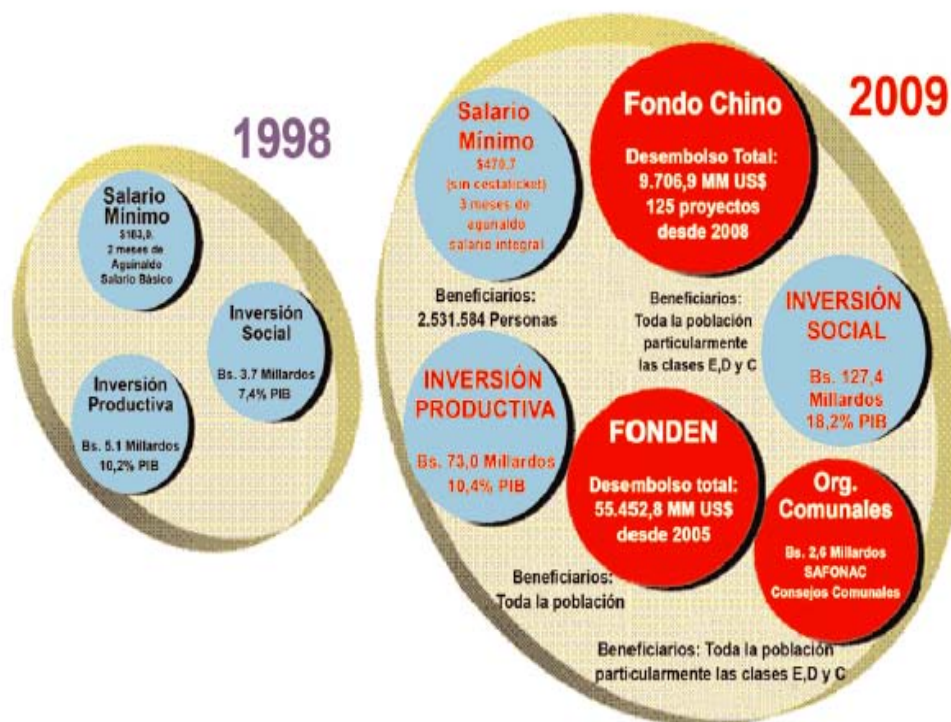 1998
Salario
Mínimo
$183,9.
2 meses de
Aguinaldo
Salario Básico
Inversión
Social
Bs. 3.7 Millardos
7,4% PIB
Inversión
Productiva
Bs. 5.1 Millardos
10,2% PIB
2009
Salario
Mínimo
$470,7
(sin cestaticket)
3 meses de
agunaldo
salario integral
Beneficiarios:
2.531.584 Personas
Fondo Chino
Desembolso Total:
9.706,9 MM US$
125 proyectos
desde 2008
Beneficiarios:
Toda la población
particularmente
las clases E,D y C
INVERSIÓN
SOCIAL
Bs. 127,4
Millardos
18,2% PIB
INVERSIÓN
PRODUCTIVA
Bs. 73,0 Millardos
10,4% PIB
FONDEN
Desembolso total:
55.452,8 MM US$
desde 2005
Beneficiarios:
Toda la población
Org.
Comunales
Bs. 2,6 Millardos
SAFONAC
Consejos Comunales
Beneficiarios: Toda la población
particularmente las clases E,D y C